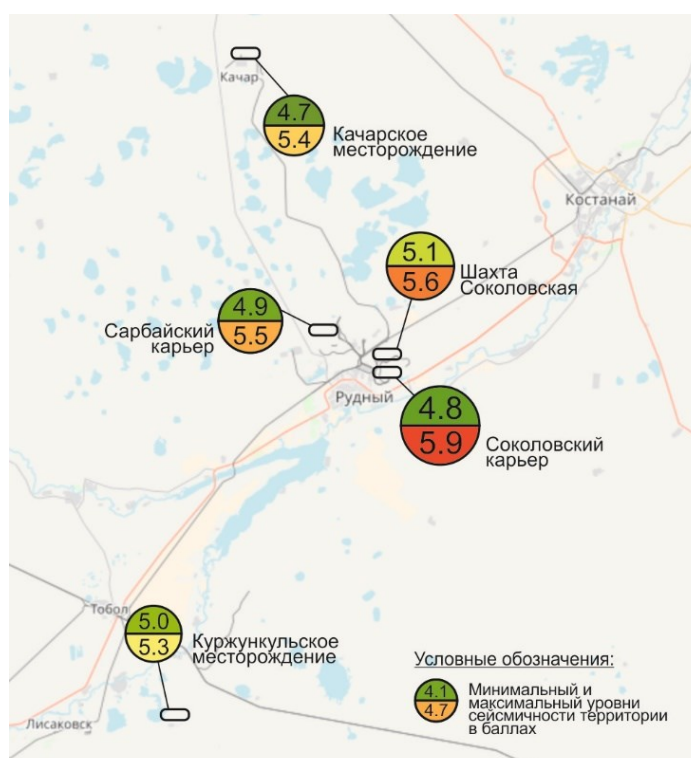 Качар
4.7
5.4
Качарское
месторождение
Костанай
5.1
5.6
Шахта
Соколовская
4.9
5.5
Сарбайский
карьер
Рудный
4.8
5.9
Соколовский
карьер
Тобол
5.0
5.3
Куржункульское
месторождение
Лисаковск
Условные обозначения:
4.1
4.7
Минимальный и
максимальный уровни
сейсмичности территории
в баллах